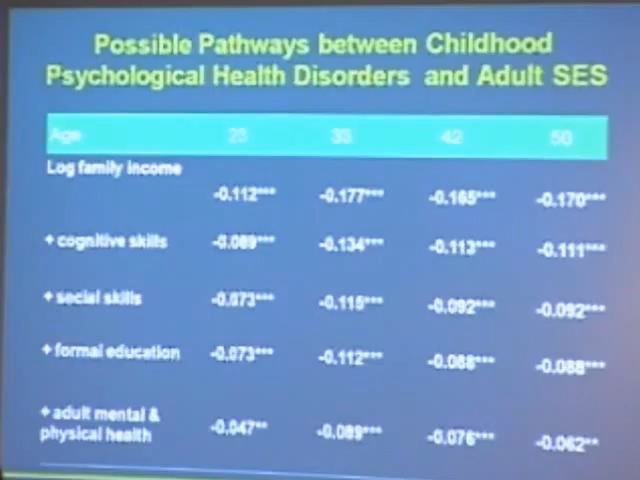 Possible Pathways between Childhood
Psychological Health Disorders and Adult SES
Age 23 33 42 50
Log family income
-0.112*** -0.177*** -0.165*** -0.170***
+ cognitive skills -0.089*** -0.134*** -0.113*** -0.111***
+ social skills -0.073*** -0.115*** -0.092*** -0.092***
+ formal education -0.073*** -0.112*** -0.088*** -0.088***
+ adult mental &
physical health -0.047** -0.089*** -0.076*** -0.062**